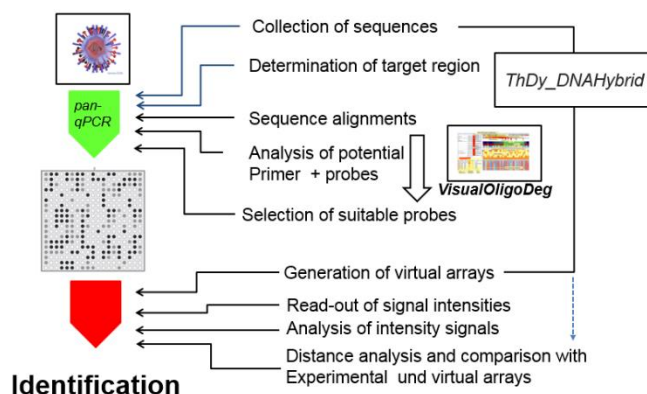 Collection of sequences
Determination of target region
ThDy_DNAHybrid
pan-
qPCR
Sequence alignments
Analysis of potential
Primer + probes
VisualOligoDeg
Selection of suitable probes
Generation of virtual arrays
Read-out of signal intensities
Analysis of intensity signals
Distance analysis and comparison with
Experimental und virtual arrays
Identification